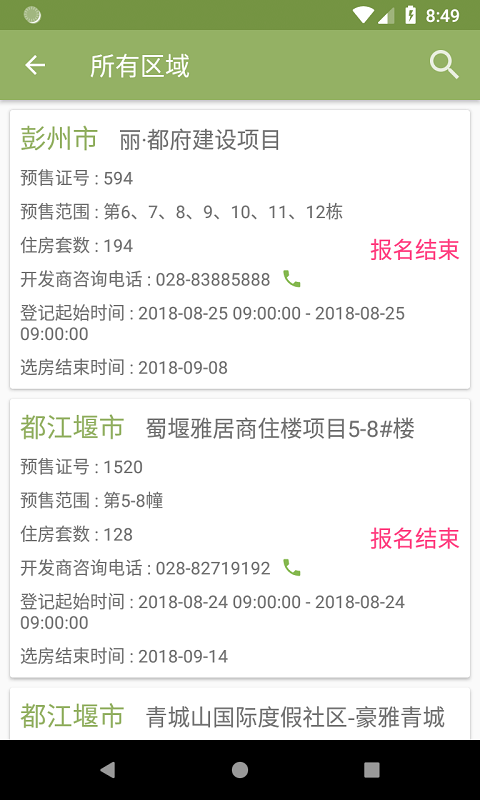 8:49
所有区域
彭州市 丽·都府建设项目
预售证号 : 594
预售范围 : 第6、7、8、9、10、11、12栋
住房套数 : 194
报名结束
开发商咨询电话 : 028-83885888
登记起始时间 : 2018-08-25 09:00:00 - 2018-08-25
09:00:00
选房结束时间 : 2018-09-08
都江堰市 蜀堰雅居商住楼项目5-8#楼
预售证号 : 1520
预售范围 : 第5-8幢
住房套数 : 128
报名结束
开发商咨询电话 : 028-82719192
登记起始时间 : 2018-08-24 09:00:00 - 2018-08-24
09:00:00
选房结束时间 : 2018-09-14
都江堰市 青城山国际度假社区-豪雅青城